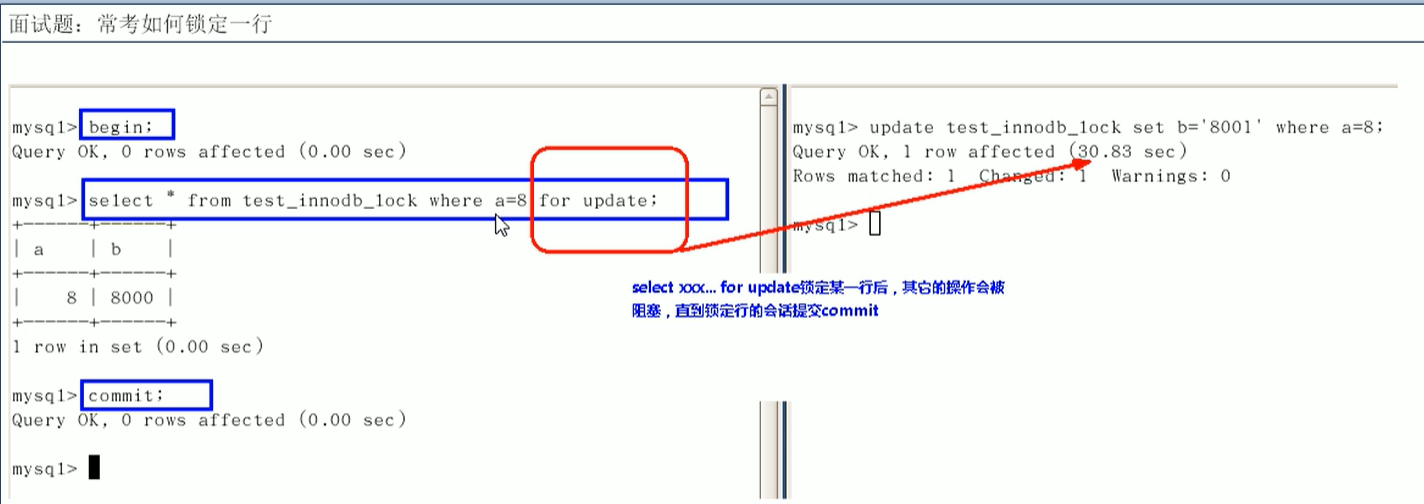 面试题：常考如何锁定一行
mysql> begin;
Query OK, 0 rows affected (0.00 sec)
mysql> select * from test_innodb_lock where a=8 for update;
+------+------+
| a | b |
+------+------+
| 8 | 8000 |
+------+------+
1 row in set (0.00 sec)
mysql> commit;
Query OK, 0 rows affected (0.00 sec)
mysql>
mysql> update test_innodb_lock set b='8001' where a=8;
Query OK, 1 row affected (30.83 sec)
Rows matched: 1 Changed: 1 Warnings: 0
mysql>
select xxx... for update锁定某一行后，其它的操作会被
阻塞，直到锁定行的会话提交commit